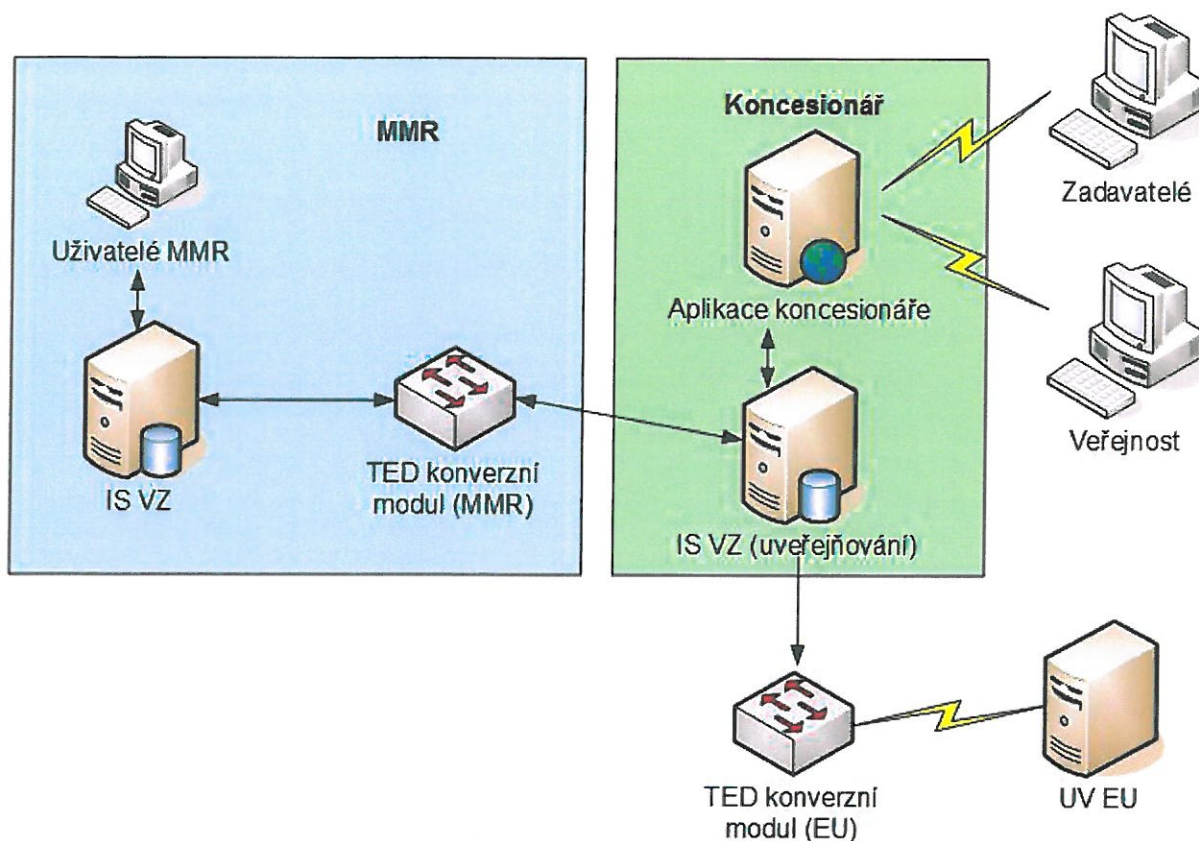 MMR
Uživatelé MMR
IS VZ
TED konverzní
modul (MMR)
Koncesionář
Aplikace koncesionáře
IS VZ (uveřejňování)
Zadavatelé
Veřejnost
TED konverzní
modul (EU)
UV EU